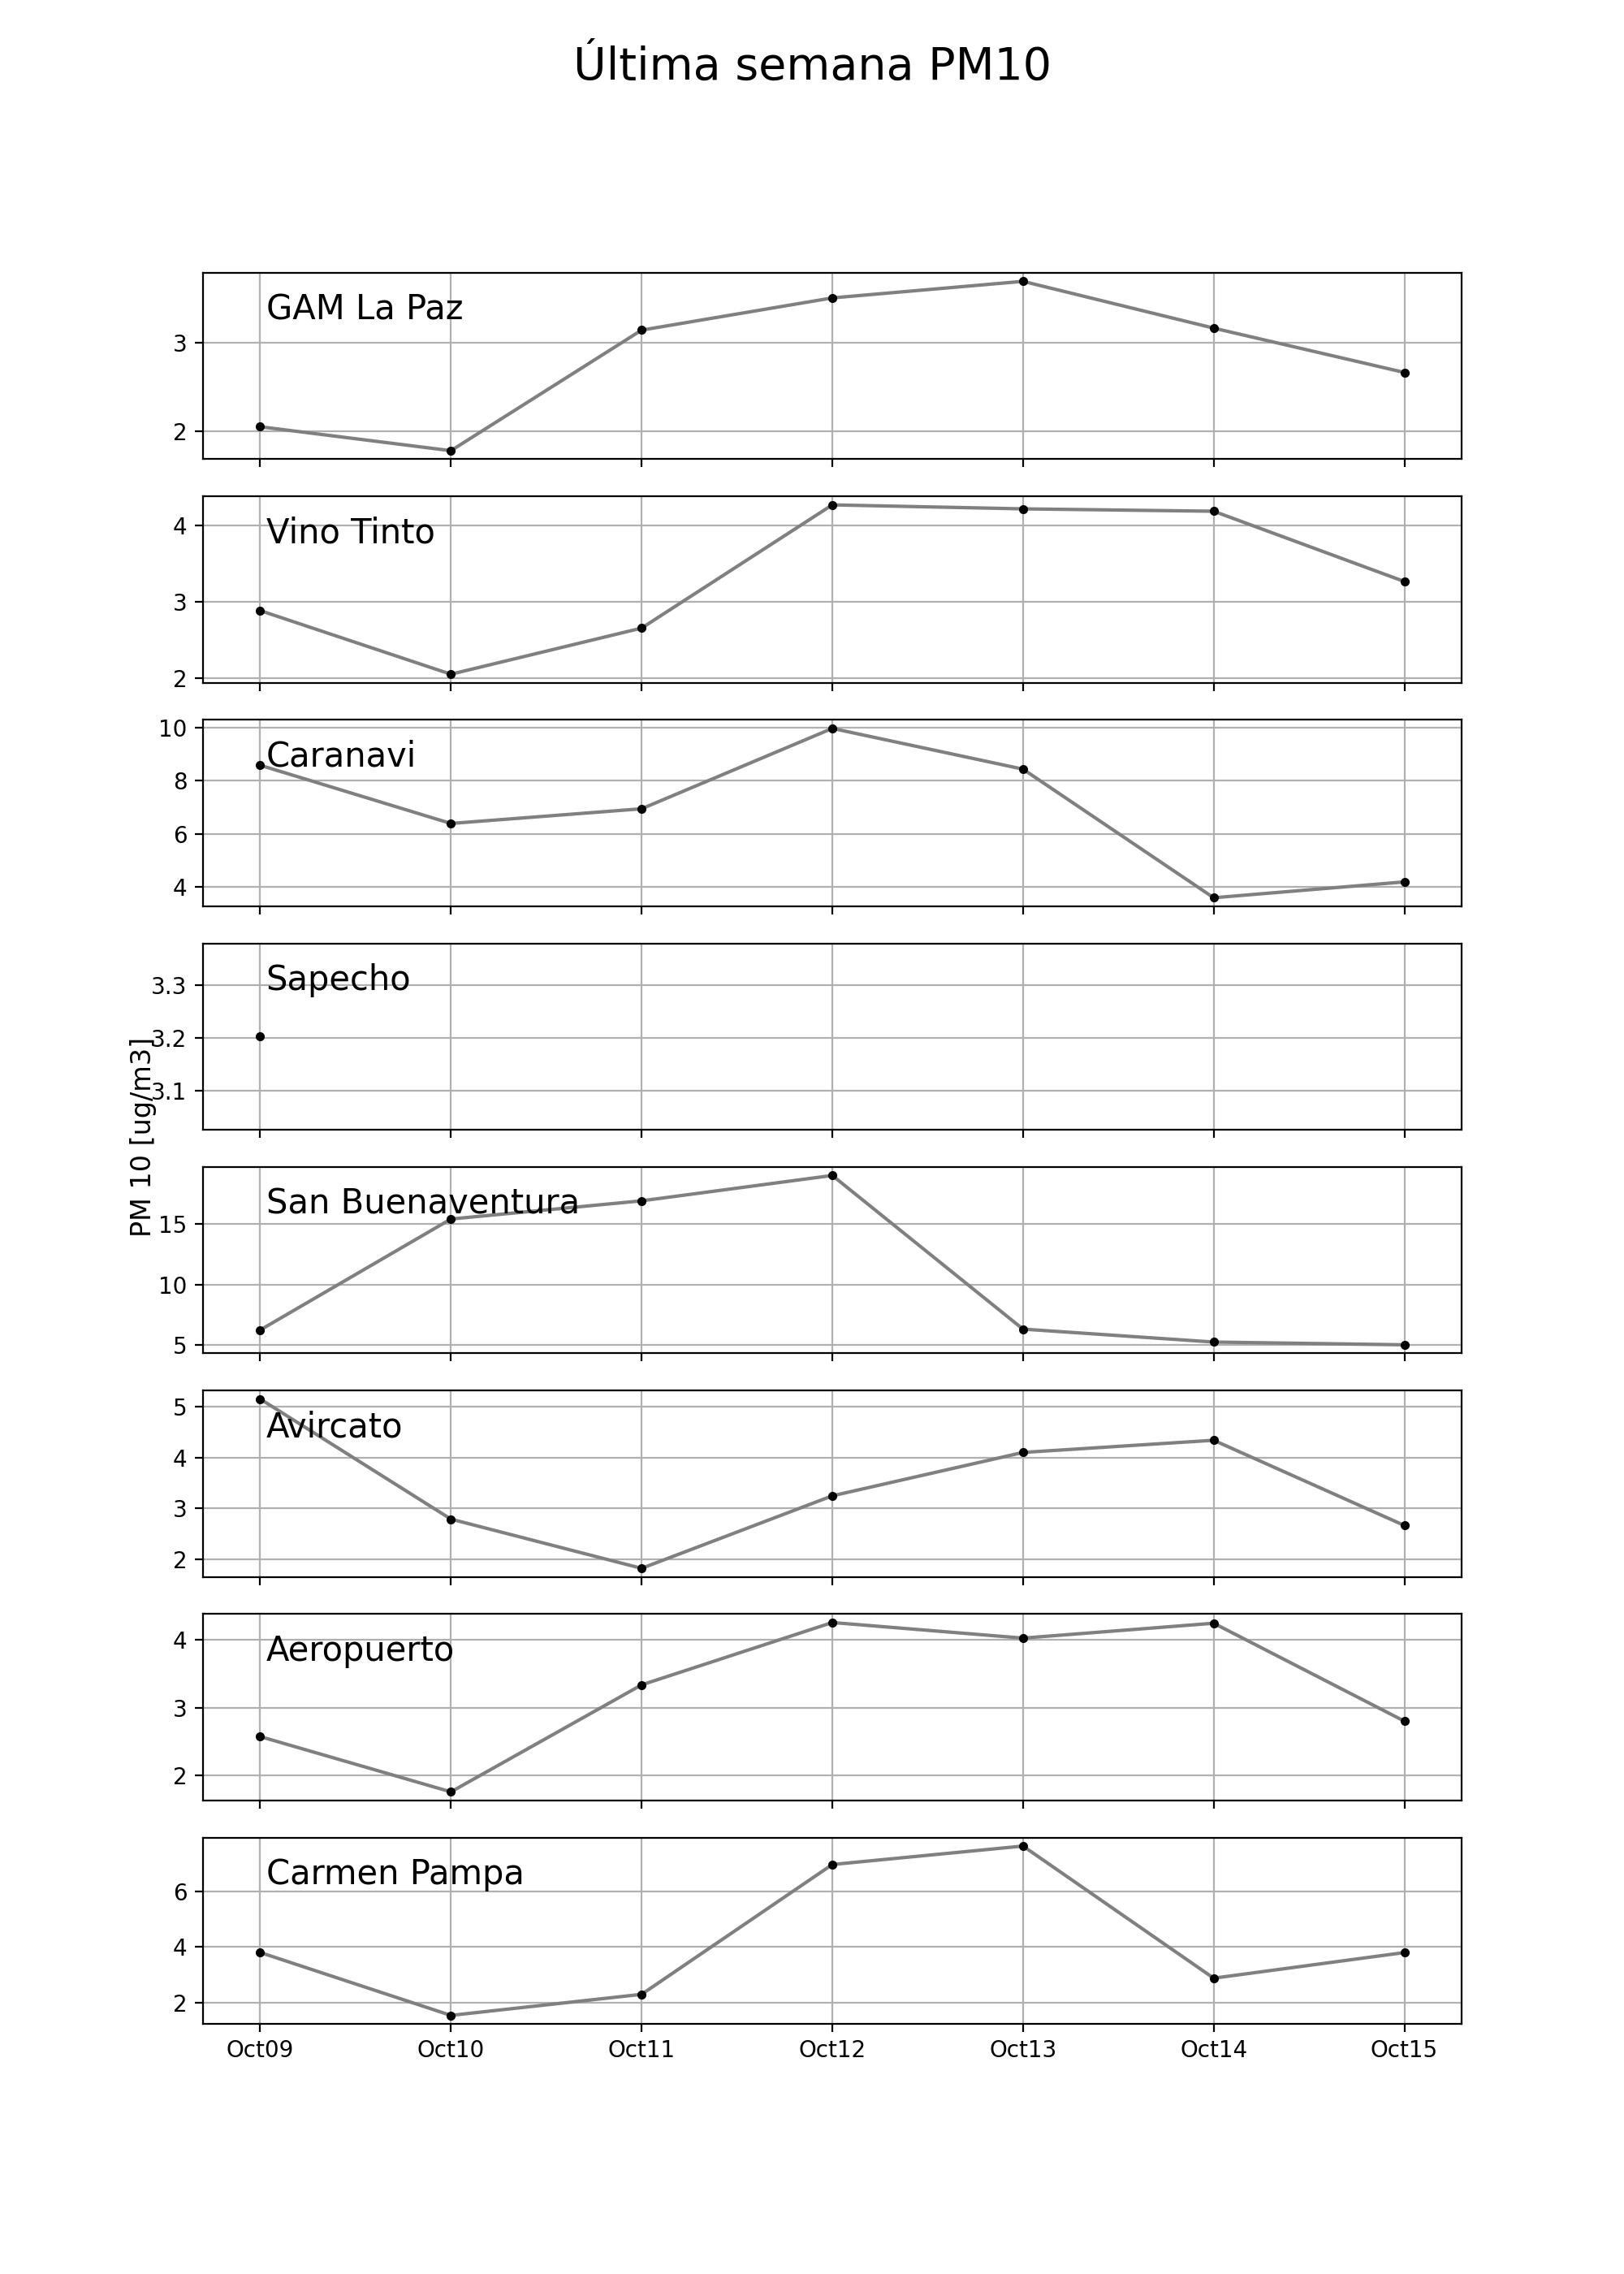 Última semana PM10
GAM La Paz
3
2
Vino Tinto
4
3
2
Caranavi
10
8
6
4
Sapecho
3.3
3.2
3.1
PM 10 [ug/m3]
San Buenaventura
15
10
5
Avircato
5
4
3
2
Aeropuerto
4
3
2
Carmen Pampa
6
4
2
Oct09 Oct10 Oct11 Oct12 Oct13 Oct14 Oct15